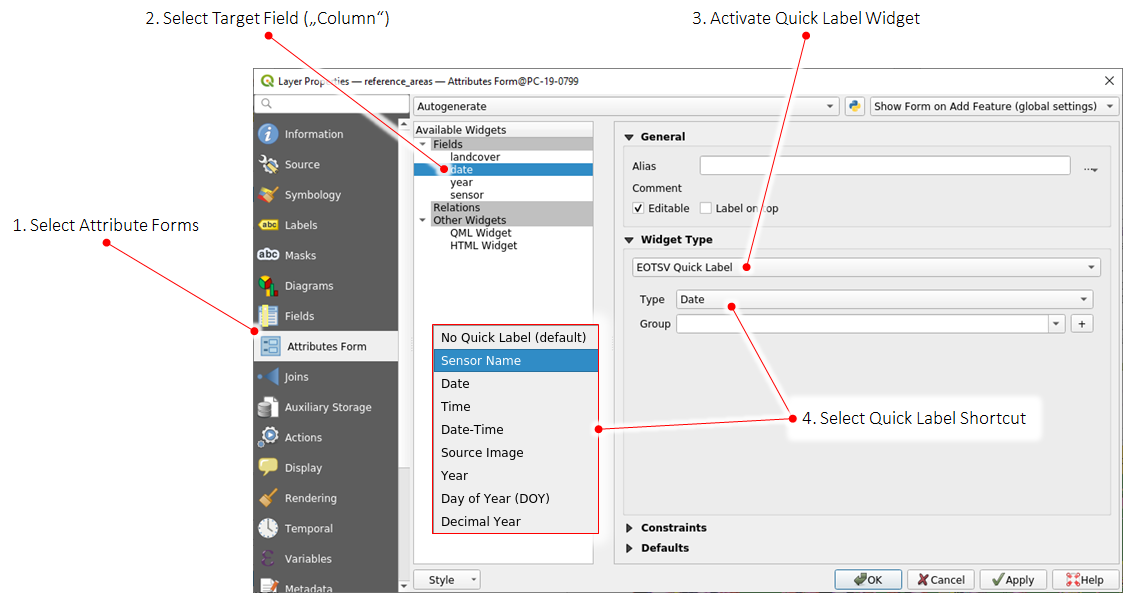 2. Select Target Field („Column“)
3. Activate Quick Label Widget
Layer Properties — reference_areas — Attributes Form@PC-19-0799
Autogenerate
Show Form on Add Feature (global settings)
Information
Source
Symbology
abc Labels
abc Masks
Diagrams
Fields
Attributes Form
Joins
Auxiliary Storage
Actions
Display
Rendering
Temporal
Variables
Metadata
1. Select Attribute Forms
Available Widgets
Fields
landcover
date
year
sensor
Relations
Other Widgets
QML Widget
HTML Widget
No Quick Label (default)
Sensor Name
Date
Time
Date-Time
Source Image
Year
Day of Year (DOY)
Decimal Year
General
Alias
...
Comment
Editable
Label on top
Widget Type
EOTSV Quick Label
Type Date
Group
+
4. Select Quick Label Shortcut
Constraints
Defaults
Style
OK
Cancel
Apply
Help